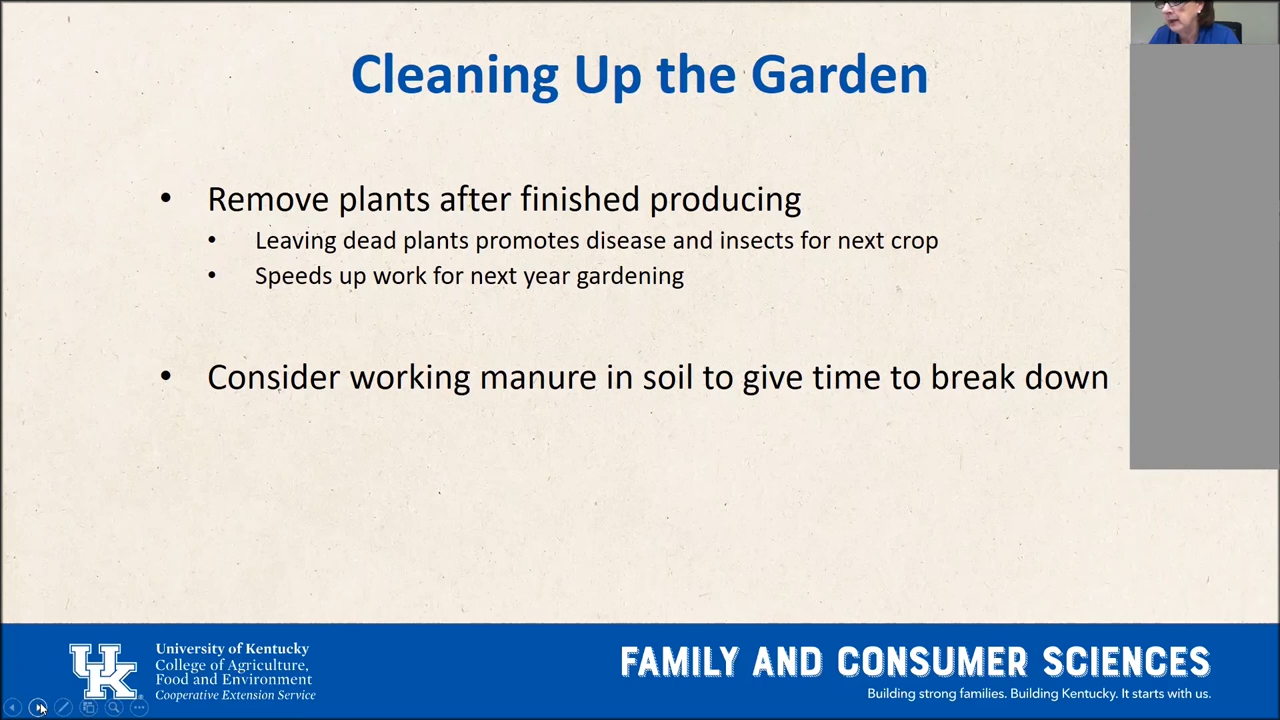 Cleaning Up the Garden
• Remove plants after finished producing
• Leaving dead plants promotes disease and insects for next crop
• Speeds up work for next year gardening
• Consider working manure in soil to give time to break down
UK
University of Kentucky
College of Agriculture,
Food and Environment
Cooperative Extension Service
FAMILY AND CONSUMER SCIENCES
Building strong families. Building Kentucky. It starts with us.